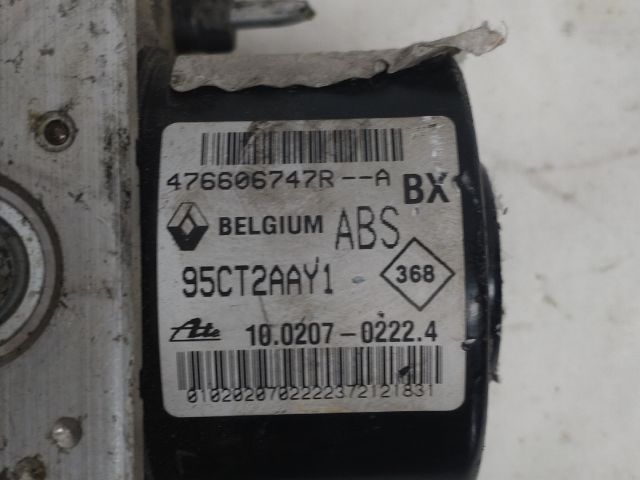 476606747R--A
BX
BELGIUM ABS
95CT2AAY1
368
Ate 10.0207-0222.4
0102020702222372121831